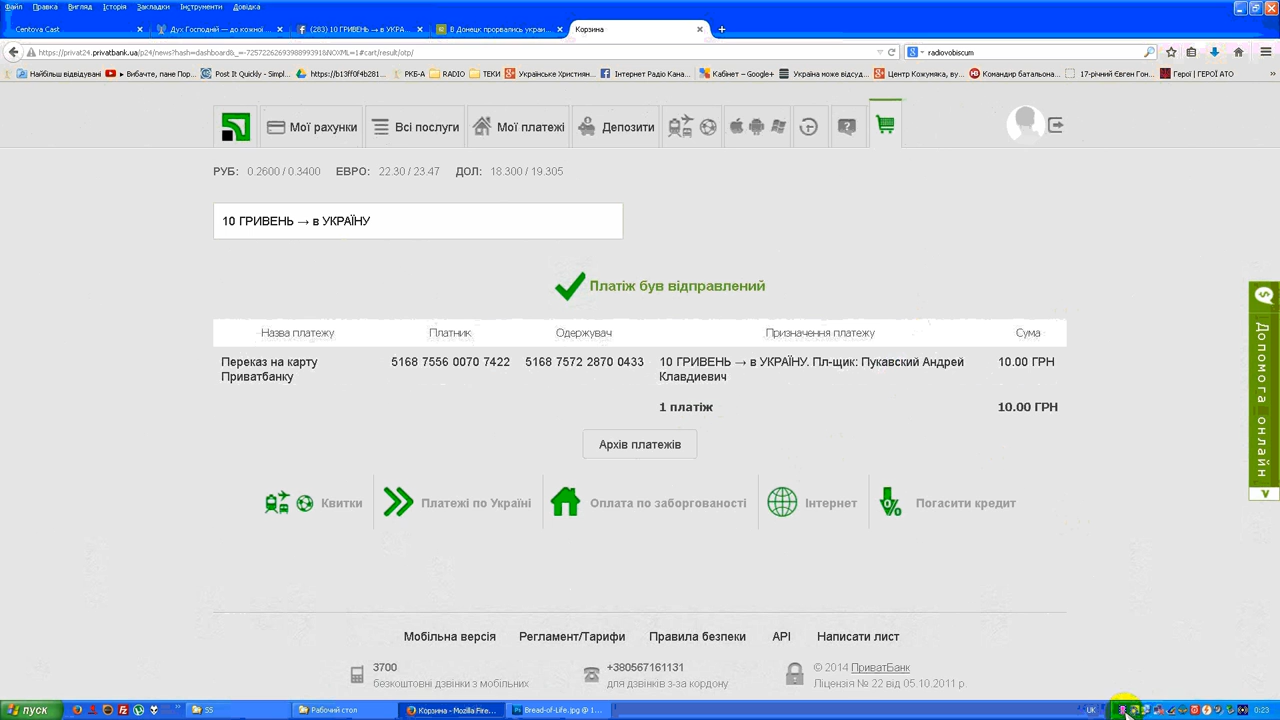 Файл Правка Вигляд Історія Закладки Інструменти Довідка
Centova Cast × Дух Господній — до кожної × (283) 10 ГРИВЕНЬ → в УКРА... × В Донецк прорвались украи... × Корзина × +
https://privat24.privatbank.ua/p24/news?hash=dashboard&_=-7257226269398899391&NOXML=1#cart/result/otp/
radiovobiscum
Найбільш відвідувані ▸ Вибачте, пане Пор... Post It Quickly - Simpl... https://b13ff0f4b281... РКБ-А RADIO ТЕКИ Українське Християн... Інтернет Радіо Кана... Кабінет – Google+ Україна може відсуд... Центр Кожумяка, ву... Командир батальона... 17-річний Євген Гон... Герої | ГЕРОЇ АТО »
Мої рахунки Всі послуги Мої платежі Депозити
РУБ: 0.2600 / 0.3400 ЕВРО: 22.30 / 23.47 ДОЛ: 18.300 / 19.305
10 ГРИВЕНЬ → в УКРАЇНУ
Платіж був відправлений
Назва платежу Платник Одержувач Призначення платежу Сума
Переказ на карту 5168 7556 0070 7422 5168 7572 2870 0433 10 ГРИВЕНЬ → в УКРАЇНУ. Пл-щик: Пукавский Андрей 10.00 ГРН
Приватбанку Клавдиевич
1 платіж 10.00 ГРН
Архів платежів
Квитки Платежі по Україні Оплата по заборгованості Інтернет Погасити кредит
Допомога онлайн
Мобільна версія Регламент/Тарифи Правила безпеки API Написати лист
3700 +380567161131 © 2014 ПриватБанк
безкоштовні дзвінки з мобільних для дзвінків з-за кордону Ліцензія № 22 від 05.10.2011 р.
пуск SS Рабочий стол Корзина - Mozilla Fire... Bread-of-Life.jpg @ 1... UK 0:23